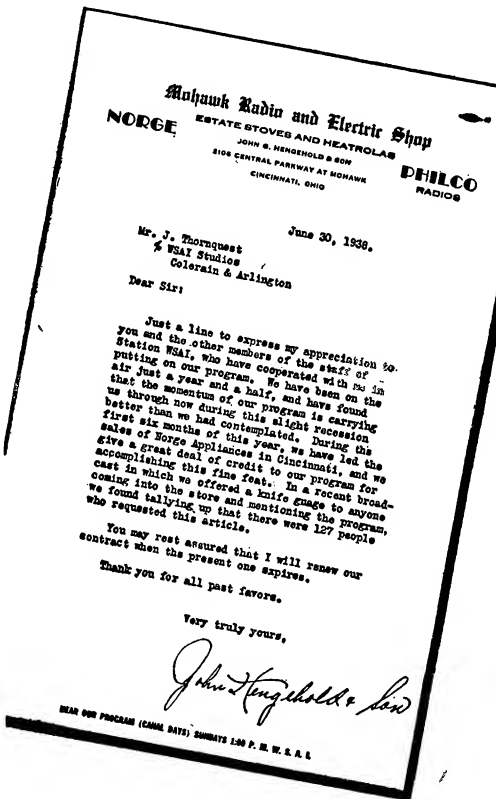 Mohawk Radio and Electric Shop
NORGE
ESTATE STOVES AND HEATROLAS
JOHN S. HENGEHOLD & SON
2106 CENTRAL PARKWAY AT MOHAWK
CINCINNATI, OHIO
PHILCO
RADIOS
June 30, 1938.
Mr. J. Thornquest
% WSAI Studios
Colerain & Arlington
Dear Sir:
Just a line to express my appreciation to
you and the other members of the staff of
Station WSAI, who have cooperated with me in
putting on our program. We have been on the
air just a year and a half, and have found
that the momentum of our program is carrying
us through now during this slight recession
better than we had contemplated. During the
first six months of this year, we have led the
sales of Norge Appliances in Cincinnati, and we
give a great deal of credit to our program for
accomplishing this fine feat. In a recent broad-
cast in which we offered a knife guage to anyone
coming into the store and mentioning the program,
we found tallying up that there were 127 people
who requested this article.
You may rest assured that I will renew our
contract when the present one expires.
Thank you for all past favors.
Very truly yours,
John Hengehold & Son
HEAR OUR PROGRAM (CANAL DAYS) SUNDAYS 1:00 P. M. W. S. A. I.